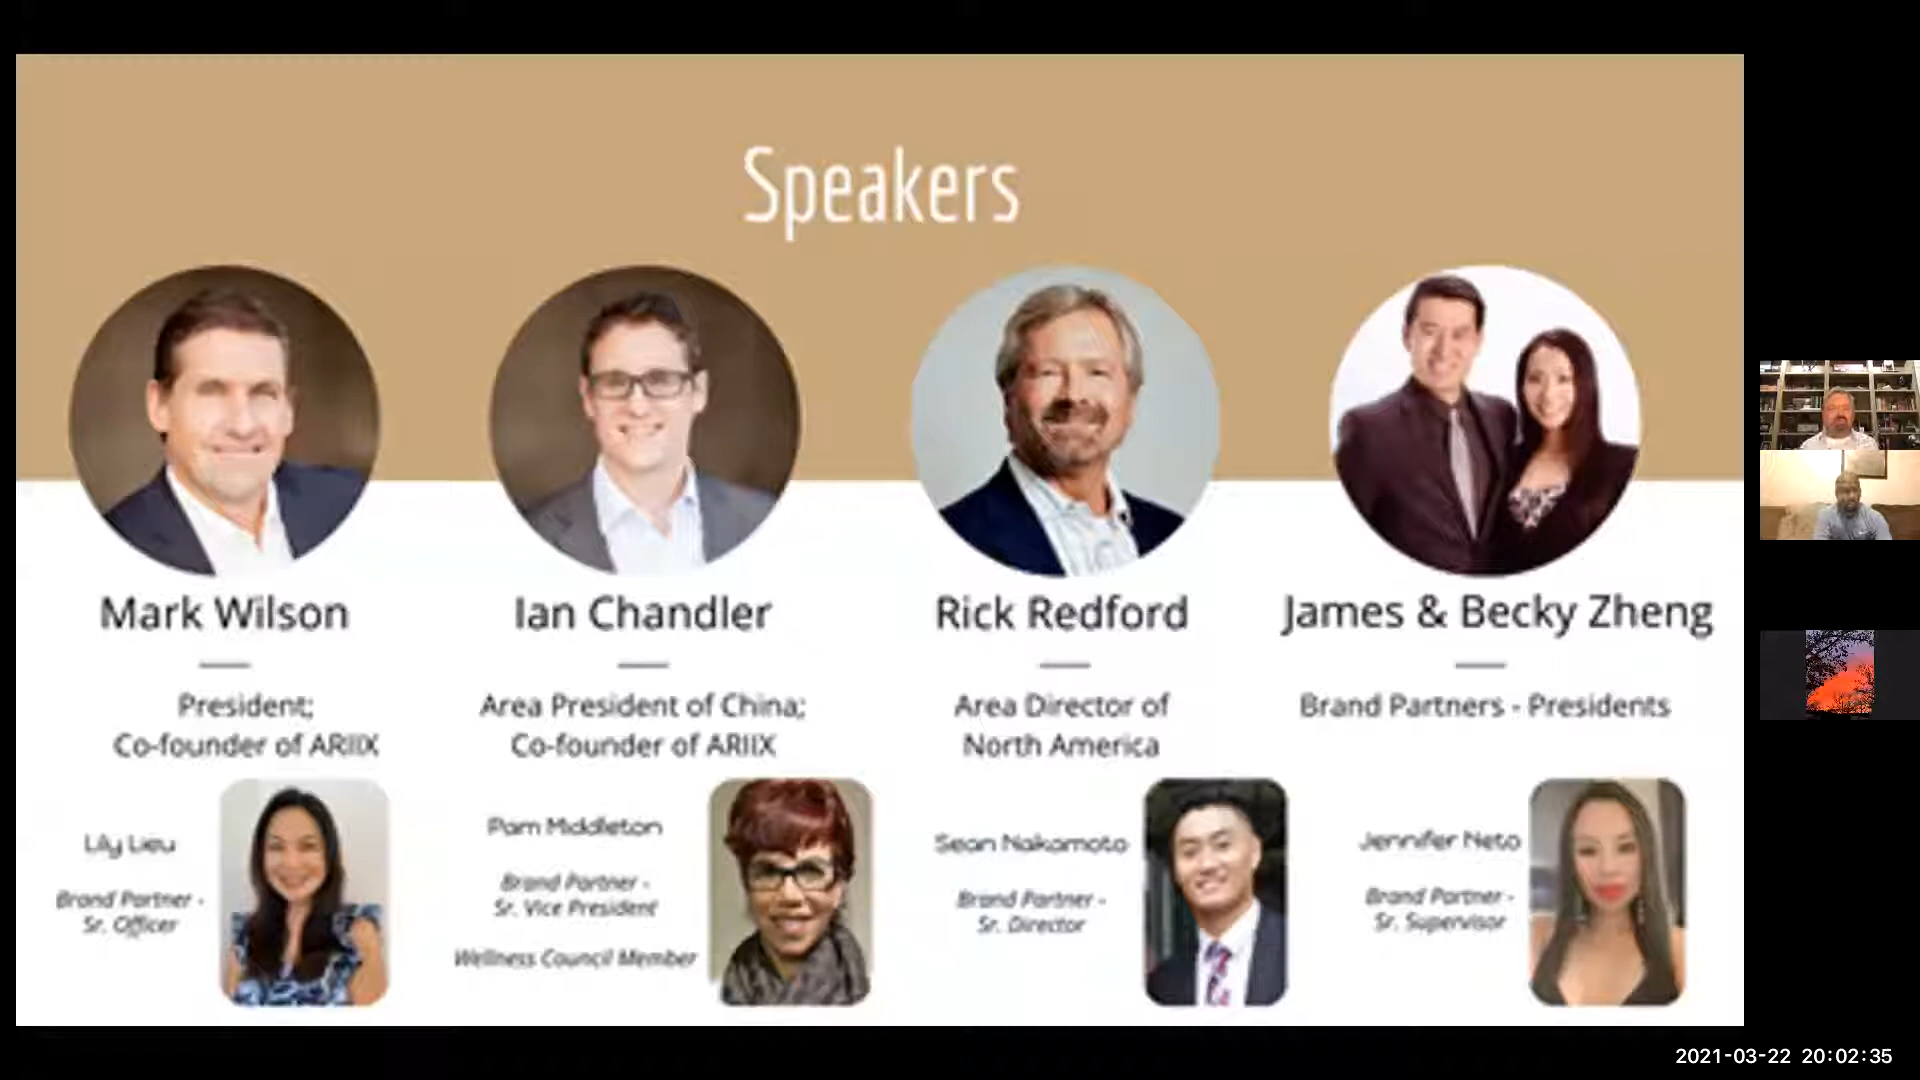 Speakers
Mark Wilson
President;
Co-founder of ARIIX
Ian Chandler
Area President of China;
Co-founder of ARIIX
Rick Redford
Area Director of
North America
James & Becky Zheng
Brand Partners - Presidents
Lily Lieu
Brand Partner -
Sr. Officer
Pam Middleton
Brand Partner -
Sr. Vice President
Wellness Council Member
Sean Nakamoto
Brand Partner -
Sr. Director
Jennifer Neto
Brand Partner -
Sr. Supervisor
2021-03-22 20:02:35